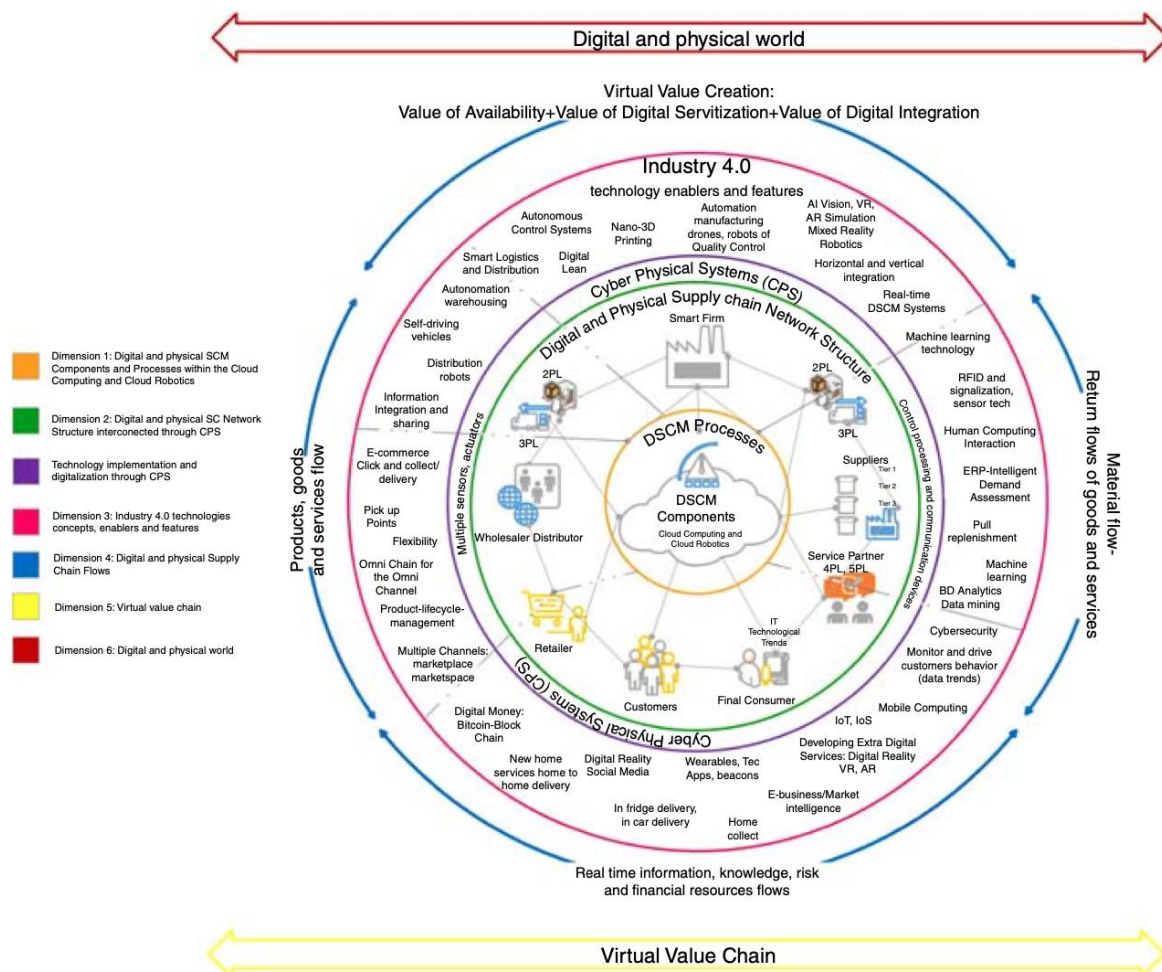 Digital and physical world
Virtual Value Creation:
Value of Availability+Value of Digital Servitization+Value of Digital Integration
Industry 4.0
technology enablers and features
Autonomous
Control Systems
Nano-3D
Printing
Automation
manufacturing
drones, robots of
Quality Control
AI Vision, VR,
AR Simulation
Mixed Reality
Robotics
Smart Logistics
and Distribution
Digital
Lean
Horizontal and vertical
integration
Autonomation
warehousing
Real-time
DSCM Systems
Self-driving
vehicles
Machine learning
technology
Distribution
robots
RFID and
signalization,
sensor tech
Information
Integration and
sharing
Human Computing
Interaction
E-commerce
Click and collect/
delivery
ERP-Intelligent
Demand
Assessment
Pick up
Points
Pull
replenishment
Flexibility
Machine
learning
Omni Chain for
the Omni
Channel
BD Analytics
Data mining
Product-lifecycle-
management
Cybersecurity
Multiple Channels:
marketplace
marketspace
Monitor and drive
customers behavior
(data trends)
Digital Money:
Bitcoin-Block
Chain
Mobile Computing
IoT, IoS
New home
services home to
home delivery
Digital Reality
Social Media
Wearables, Tec
Apps, beacons
Developing Extra Digital
Services: Digital Reality
VR, AR
In fridge delivery,
in car delivery
Home
collect
E-business/Market
intelligence
Cyber Physical Systems (CPS)
Multiple sensors, actuators
Control processing and communication devices
Cyber Physical Systems (CPS)
Digital and Physical Supply chain Network Structure
Smart Firm
2PL
3PL
2PL
3PL
Suppliers
Tier 1
Tier 2
Tier 3
Wholesaler Distributor
Service Partner
4PL, 5PL
Retailer
Customers
IT
Technological
Trends
Final Consumer
DSCM Processes
DSCM
Components
Cloud Computing and
Cloud Robotics
Products, goods
and services flow
Material flow-
Return flows of goods and services
Real time information, knowledge, risk
and financial resources flows
Dimension 1: Digital and physical SCM
Components and Processes within the Cloud
Computing and Cloud Robotics
Dimension 2: Digital and physical SC Network
Structure interconnected through CPS
Technology implementation and
digitalization through CPS
Dimension 3: Industry 4.0 technologies
concepts, enablers and features
Dimension 4: Digital and physical Supply
Chain Flows
Dimension 5: Virtual value chain
Dimension 6: Digital and physical world
Virtual Value Chain